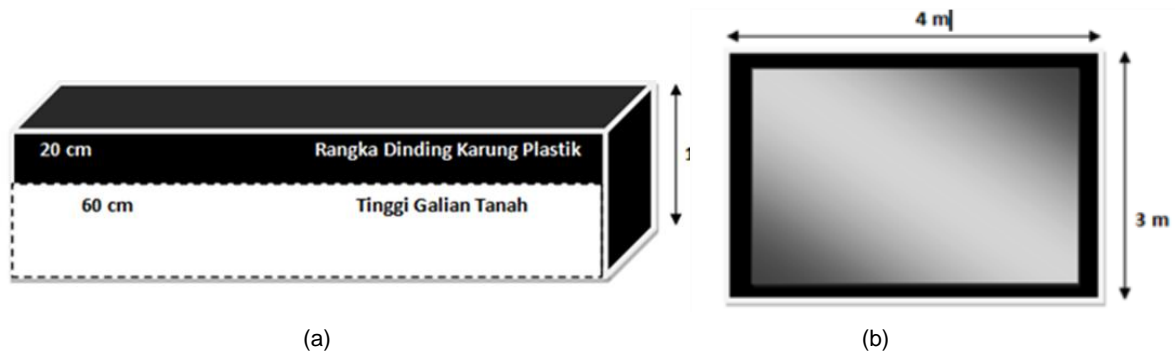 4 m
20 cm Rangka Dinding Karung Plastik
60 cm Tinggi Galian Tanah
3 m
(a) (b)